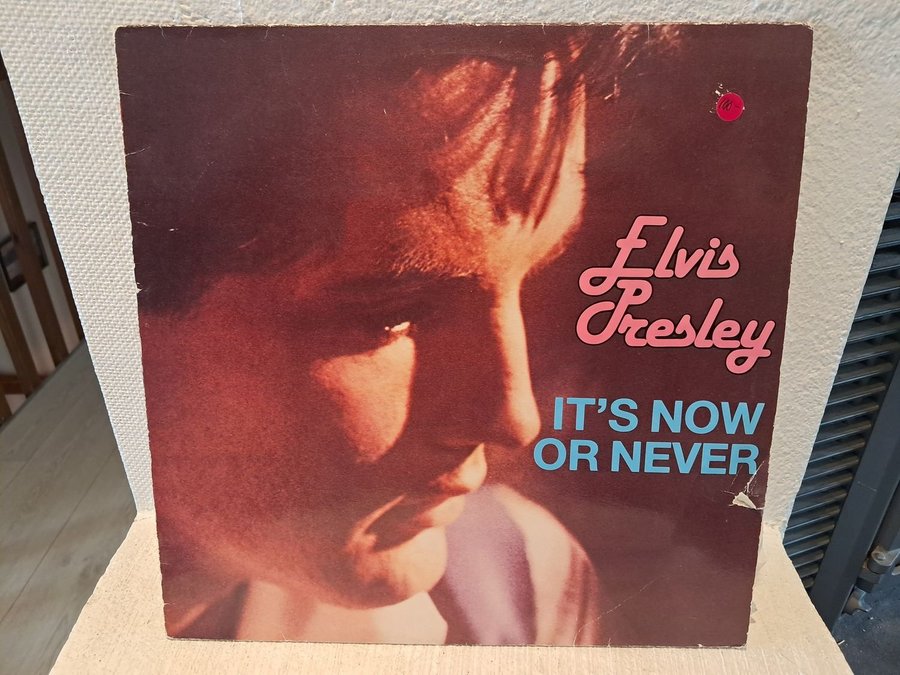 Elvis
Presley
IT'S NOW
OR NEVER